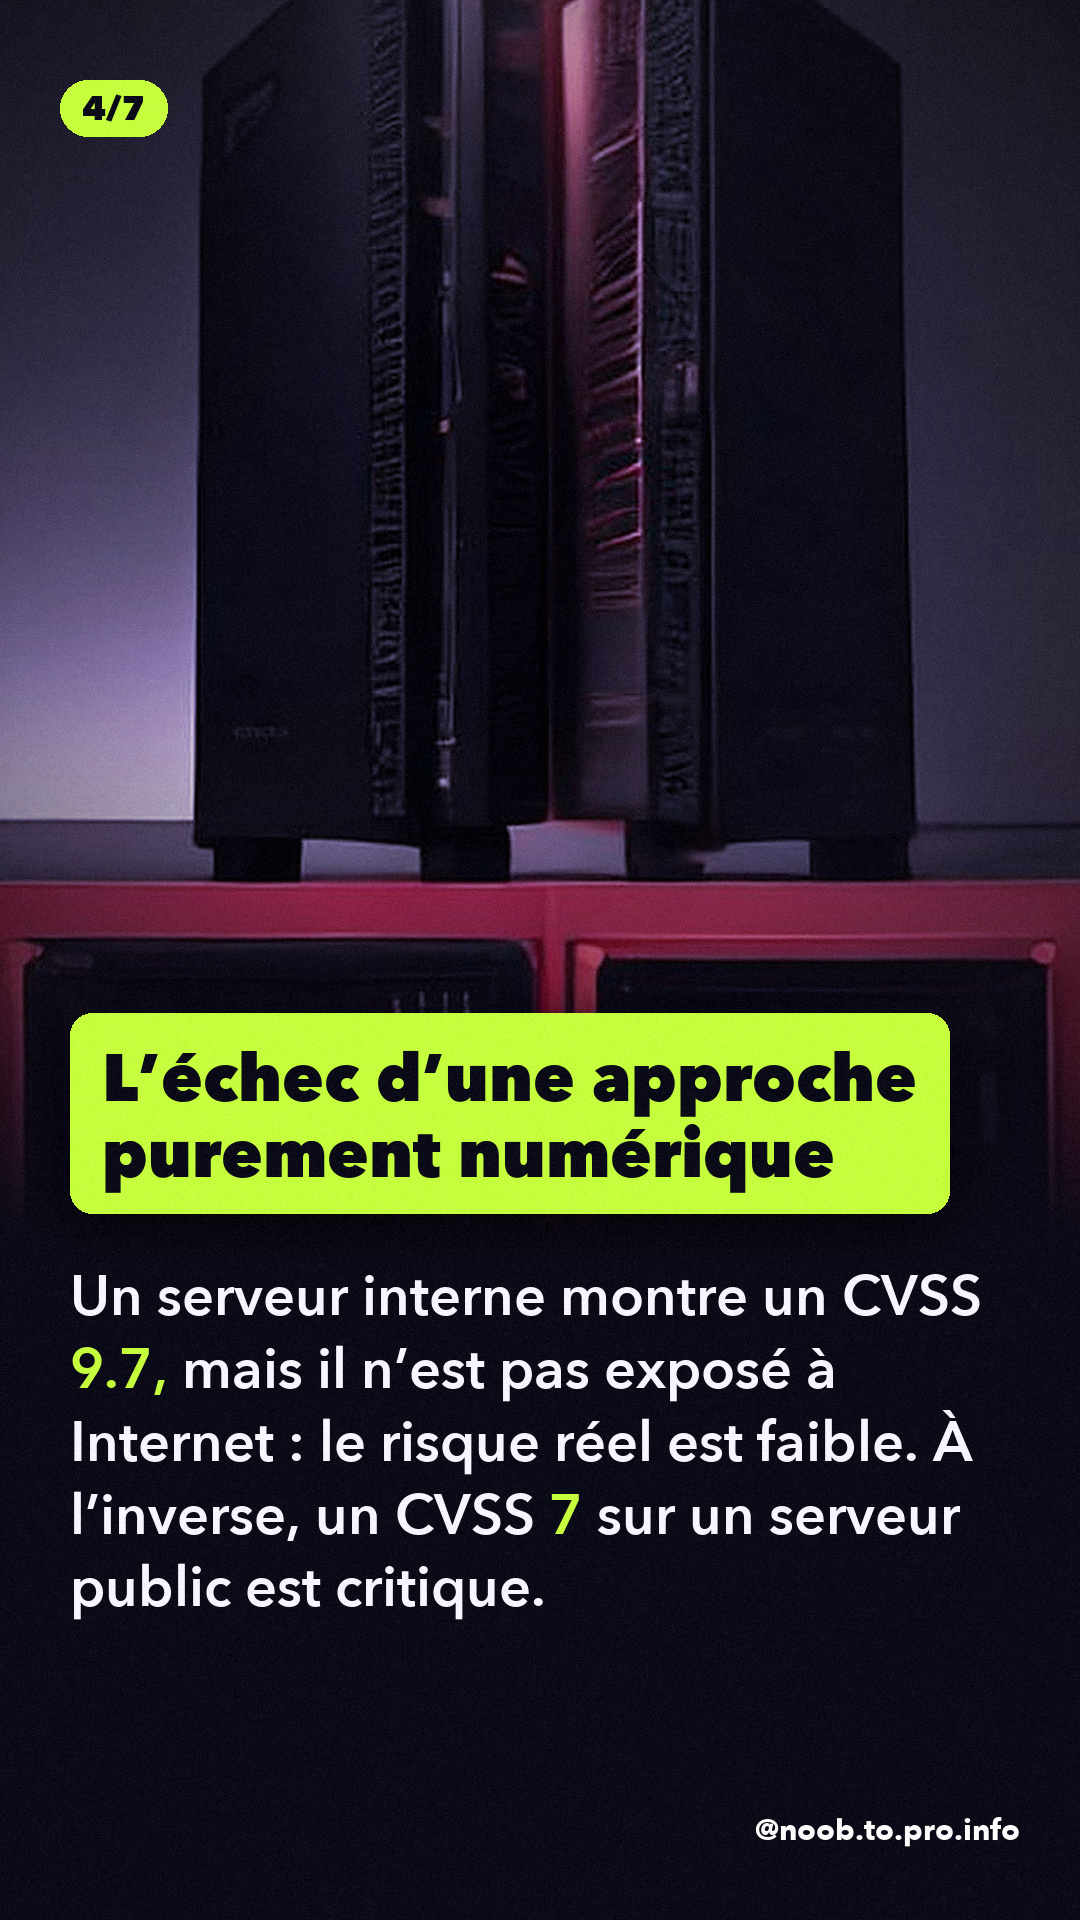 4/7
L’échec d’une approche
purement numérique
Un serveur interne montre un CVSS
9.7, mais il n’est pas exposé à
Internet : le risque réel est faible. À
l’inverse, un CVSS 7 sur un serveur
public est critique.
@noob.to.pro.info